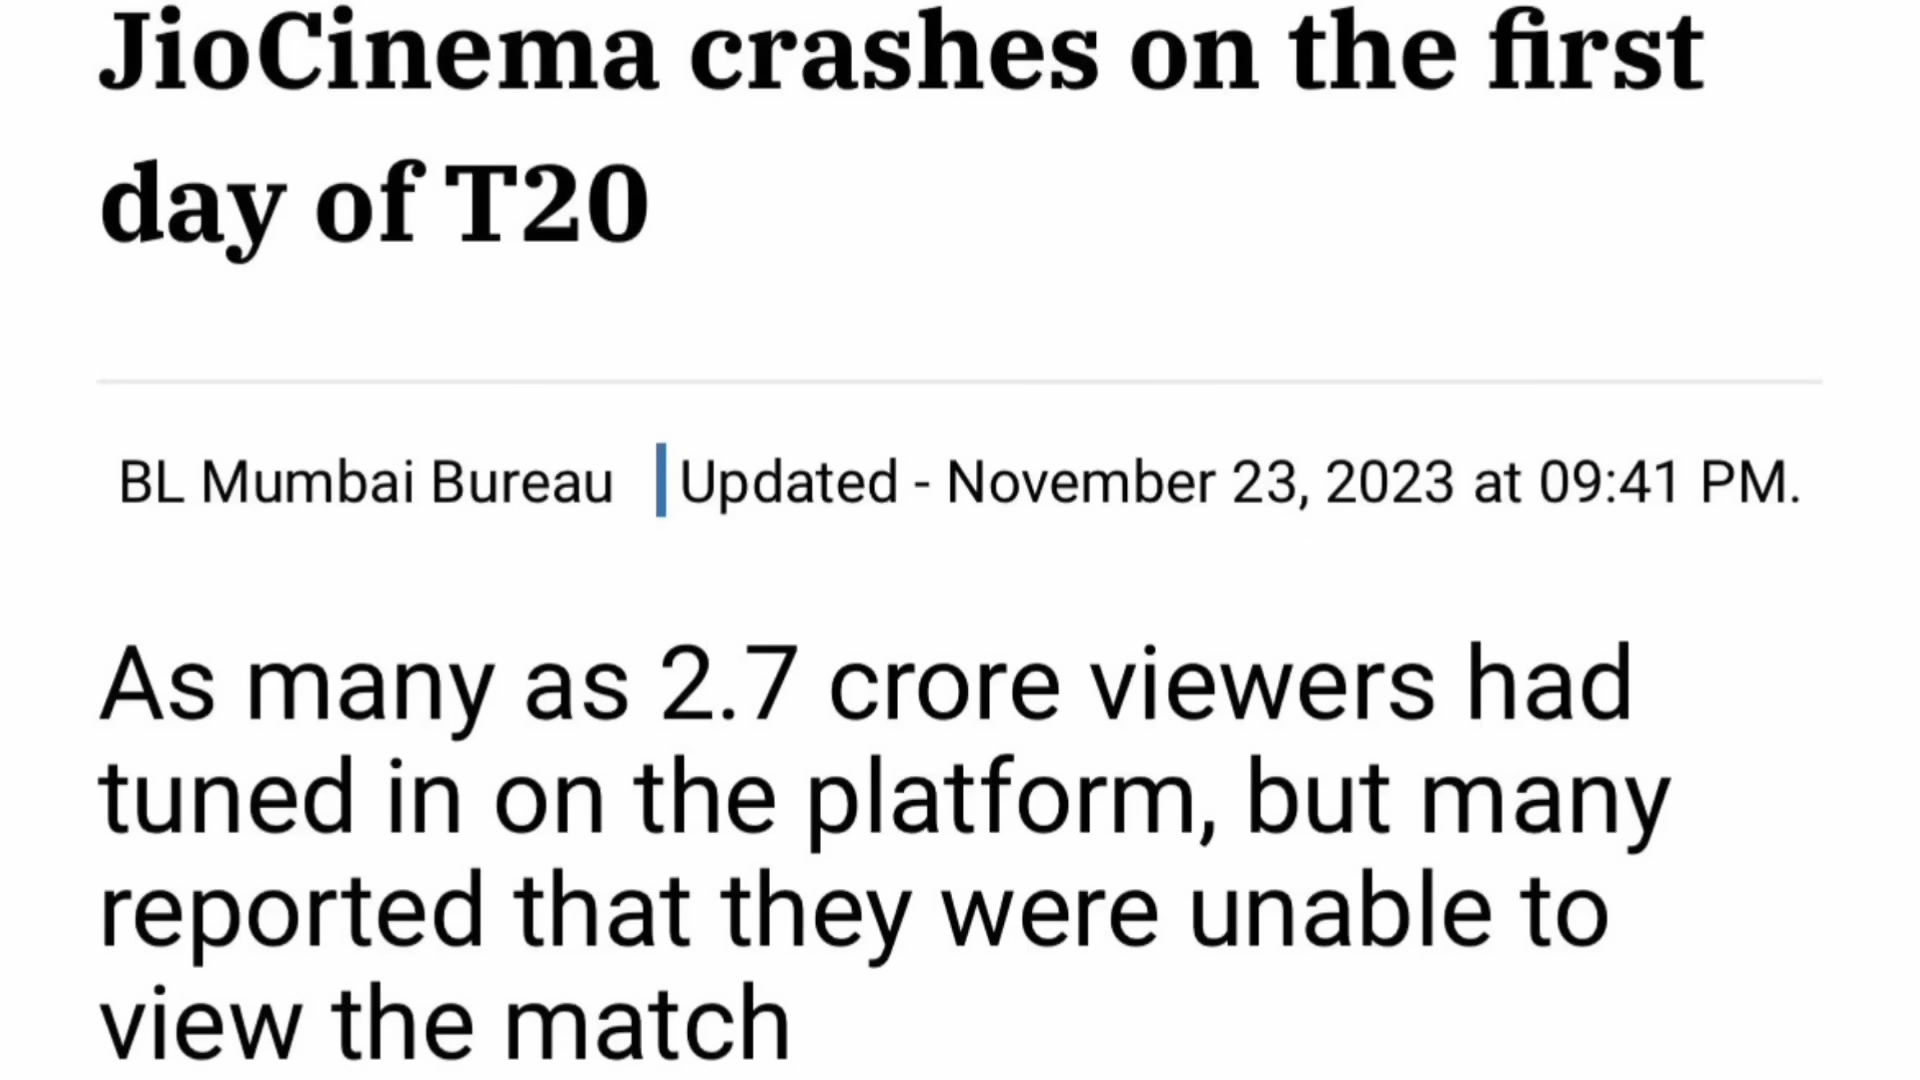 JioCinema crashes on the first
day of T20
BL Mumbai Bureau
Updated - November 23, 2023 at 09:41 PM.
As many as 2.7 crore viewers had
tuned in on the platform, but many
reported that they were unable to
view the match